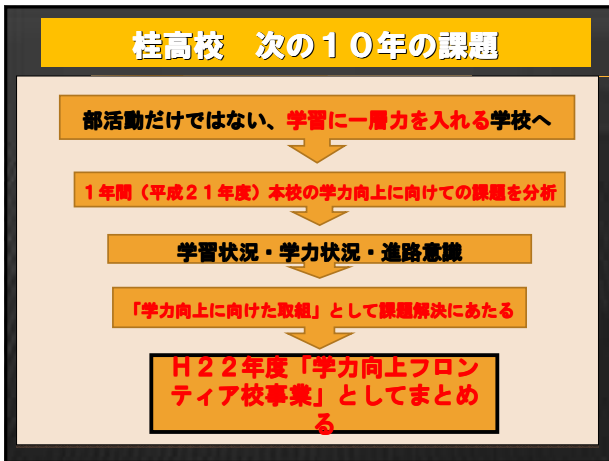 桂高校　次の１０年の課題
部活動だけではない、学習に一層力を入れる学校へ
１年間（平成２１年度）本校の学力向上に向けての課題を分析
学習状況・学力状況・進路意識
「学力向上に向けた取組」として課題解決にあたる
Ｈ２２年度「学力向上フロン
ティア校事業」としてまとめ
る